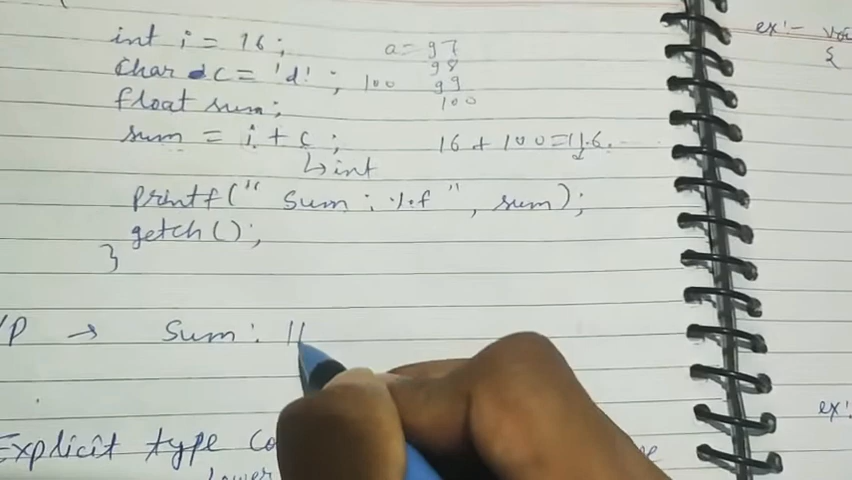 int i = 16;
a = 97
98
char c = 'd';
100
99
100
float sum;
sum = i + c;
16 + 100 = 116.
↳ int
printf(" Sum : %f ", sum);
getch();
}
/P → Sum : 11
Explicit type Co
Lower
ex:-
{
ex: